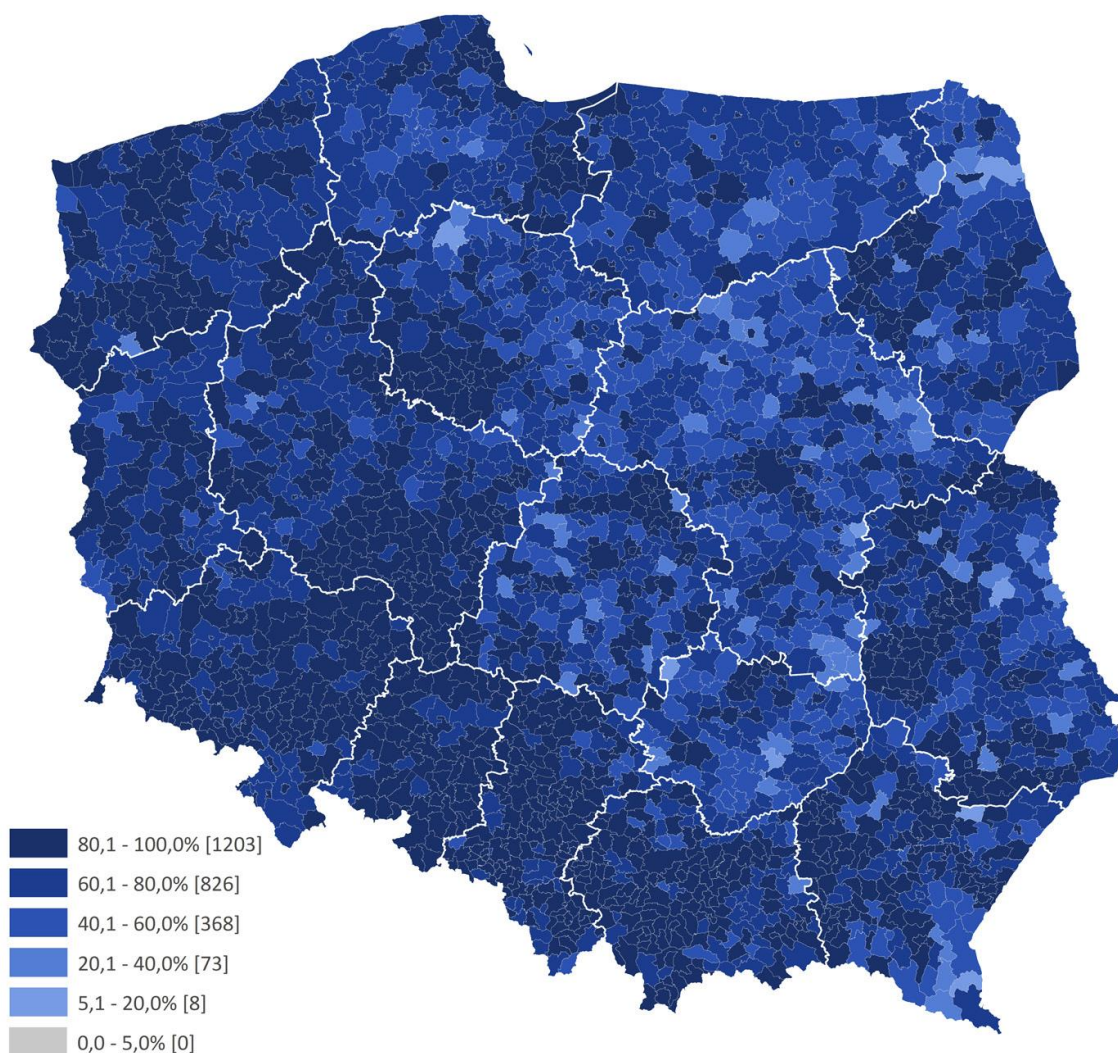 80,1 - 100,0% [1203]
60,1 - 80,0% [826]
40,1 - 60,0% [368]
20,1 - 40,0% [73]
5,1 - 20,0% [8]
0,0 - 5,0% [0]